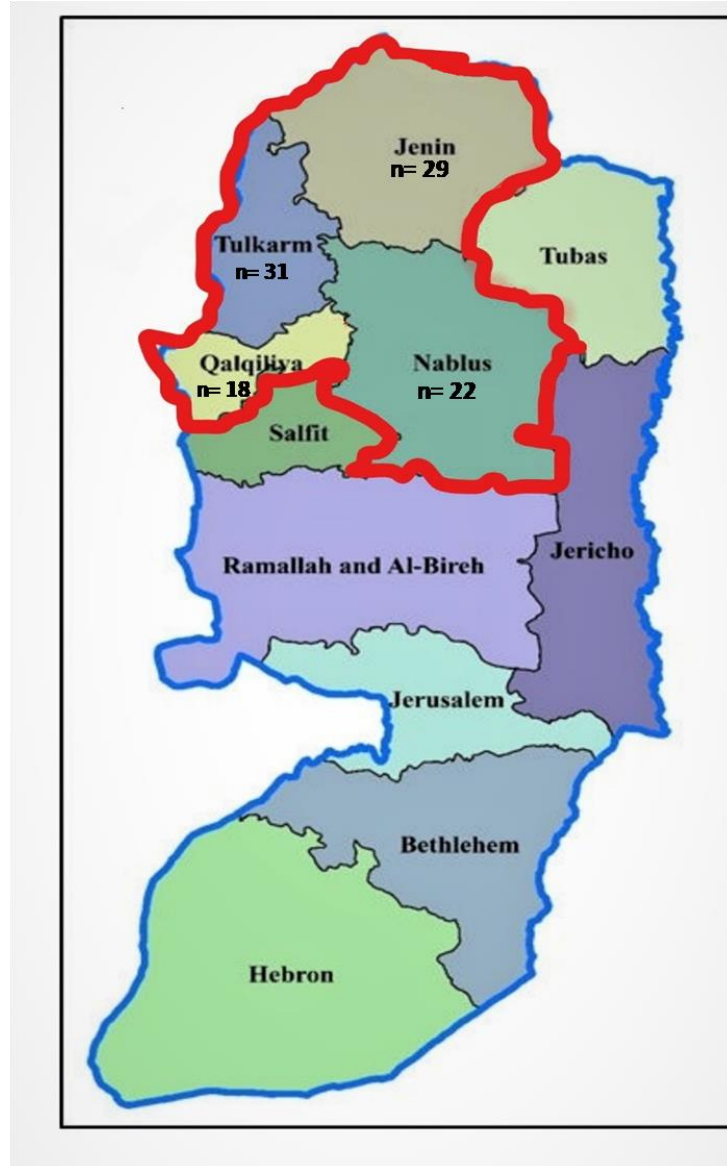 Jenin
n= 29
Tulkarm
n= 31
Tubas
Qalqiliya
n= 18
Nablus
n= 22
Salfit
Jericho
Ramallah and Al-Bireh
Jerusalem
Bethlehem
Hebron